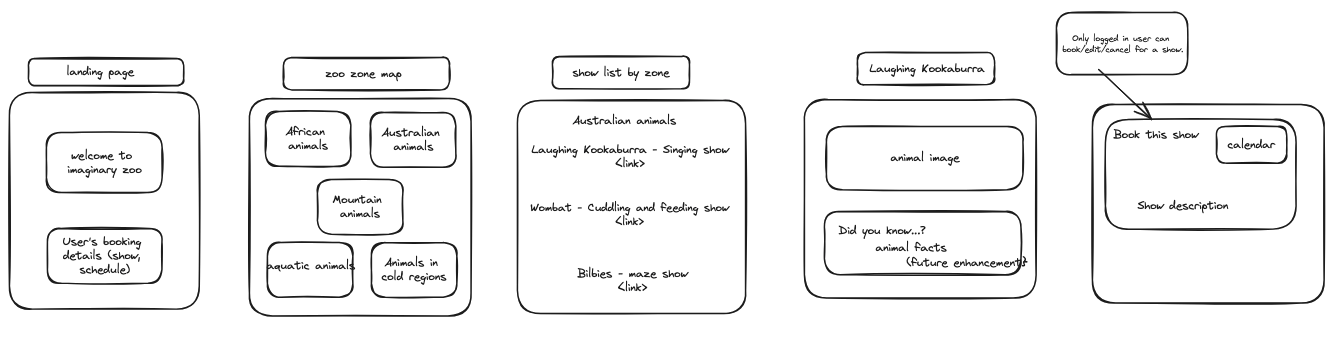 landing page
welcome to
imaginary zoo
User's booking
details (show,
schedule)
zoo zone map
African
animals
Australian
animals
Mountain
animals
aquatic animals
Animals in
cold regions
show list by zone
Australian animals
Laughing Kookaburra - Singing show
<link>
Wombat - Cuddling and feeding show
<link>
Bilbies - maze show
<link>
Laughing Kookaburra
animal image
Did you know...?
animal facts
(future enhancement}
Only logged in user can
book/edit/cancel for a show.
Book this show
calendar
Show description